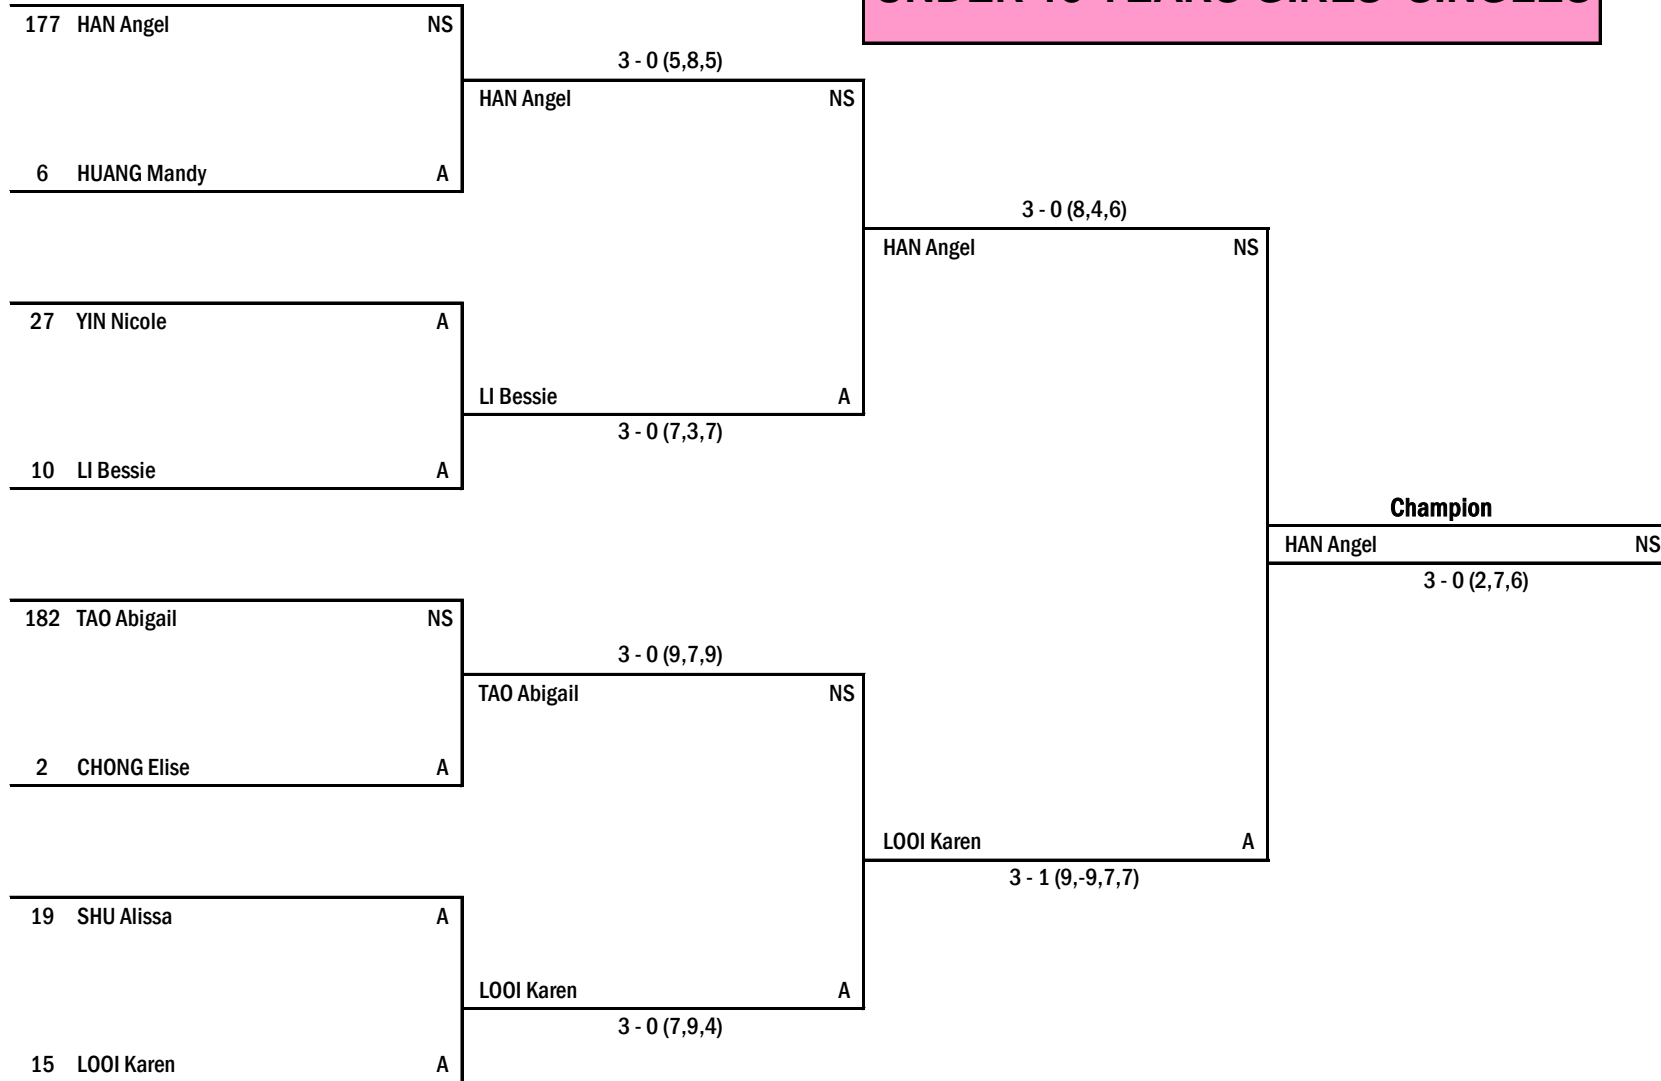 UNDER YEARS GIRLS' SINGLES
177 HAN Angel NS
3 - 0 (5,8,5)
HAN Angel NS
6 HUANG Mandy A
3 - 0 (8,4,6)
HAN Angel NS
27 YIN Nicole A
LI Bessie A
3 - 0 (7,3,7)
10 LI Bessie A
Champion
HAN Angel NS
3 - 0 (2,7,6)
182 TAO Abigail NS
3 - 0 (9,7,9)
TAO Abigail NS
2 CHONG Elise A
LOOI Karen A
3 - 1 (9,-9,7,7)
19 SHU Alissa A
LOOI Karen A
3 - 0 (7,9,4)
15 LOOI Karen A